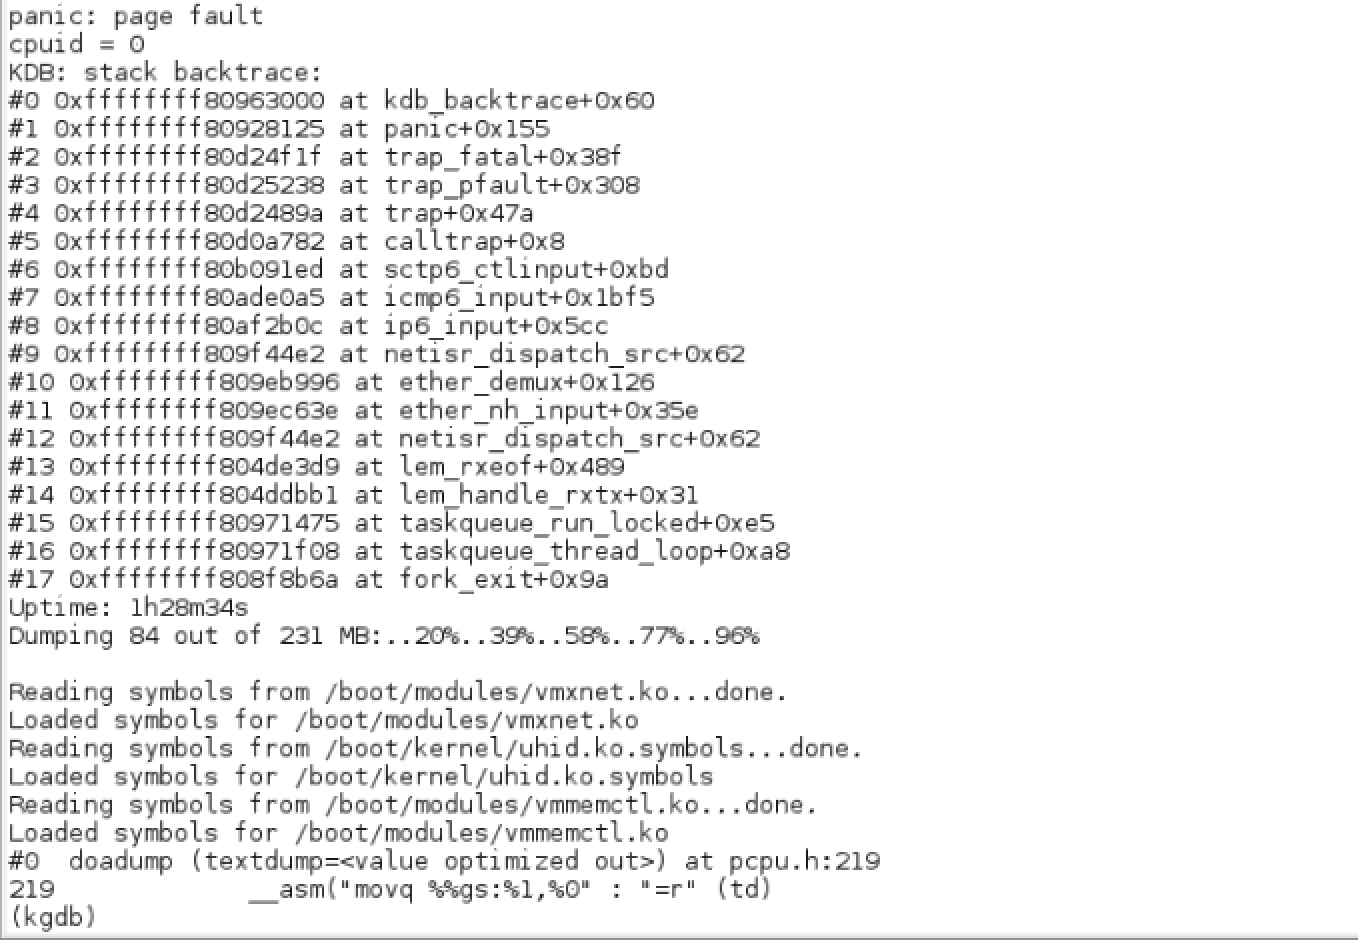 panic: page fault
cpuid = 0
KDB: stack backtrace:
#0 0xffffffff80963000 at kdb_backtrace+0x60
#1 0xffffffff80928125 at panic+0x155
#2 0xffffffff80d24f1f at trap_fatal+0x38f
#3 0xffffffff80d25238 at trap_pfault+0x308
#4 0xffffffff80d2489a at trap+0x47a
#5 0xffffffff80d0a782 at calltrap+0x8
#6 0xffffffff80b091ed at sctp6_ctlinput+0xbd
#7 0xffffffff80ade0a5 at icmp6_input+0x1bf5
#8 0xffffffff80af2b0c at ip6_input+0x5cc
#9 0xffffffff809f44e2 at netisr_dispatch_src+0x62
#10 0xffffffff809eb996 at ether_demux+0x126
#11 0xffffffff809ec63e at ether_nh_input+0x35e
#12 0xffffffff809f44e2 at netisr_dispatch_src+0x62
#13 0xffffffff804de3d9 at lem_rxeof+0x489
#14 0xffffffff804ddbb1 at lem_handle_rxtx+0x31
#15 0xffffffff80971475 at taskqueue_run_locked+0xe5
#16 0xffffffff80971f08 at taskqueue_thread_loop+0xa8
#17 0xffffffff808f8b6a at fork_exit+0x9a
Uptime: 1h28m34s
Dumping 84 out of 231 MB:..20%..39%..58%..77%..96%
Reading symbols from /boot/modules/vmxnet.ko...done.
Loaded symbols for /boot/modules/vmxnet.ko
Reading symbols from /boot/kernel/uhid.ko.symbols...done.
Loaded symbols for /boot/kernel/uhid.ko.symbols
Reading symbols from /boot/modules/vmmemctl.ko...done.
Loaded symbols for /boot/modules/vmmemctl.ko
#0  doadump (textdump=<value optimized out>) at pcpu.h:219
219             __asm("movq %%gs:%1,%0" : "=r" (td)
(kgdb)